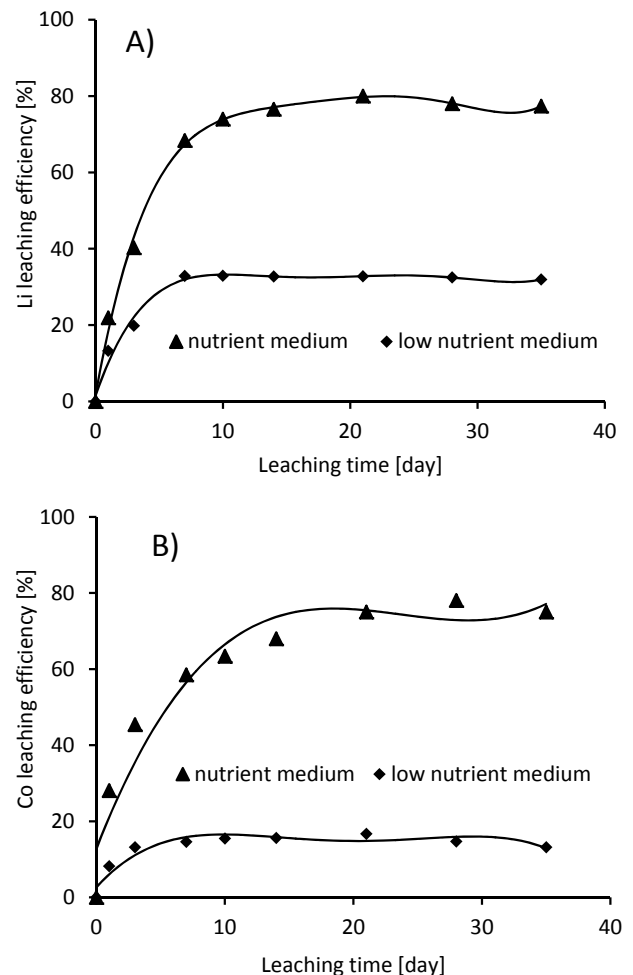 A)
Li leaching efficiency [%]
100
80
60
40
20
0
nutrient medium
low nutrient medium
0 10 20 30 40
Leaching time [day]
B)
Co leaching efficiency [%]
100
80
60
40
20
0
nutrient medium
low nutrient medium
0 10 20 30 40
Leaching time [day]